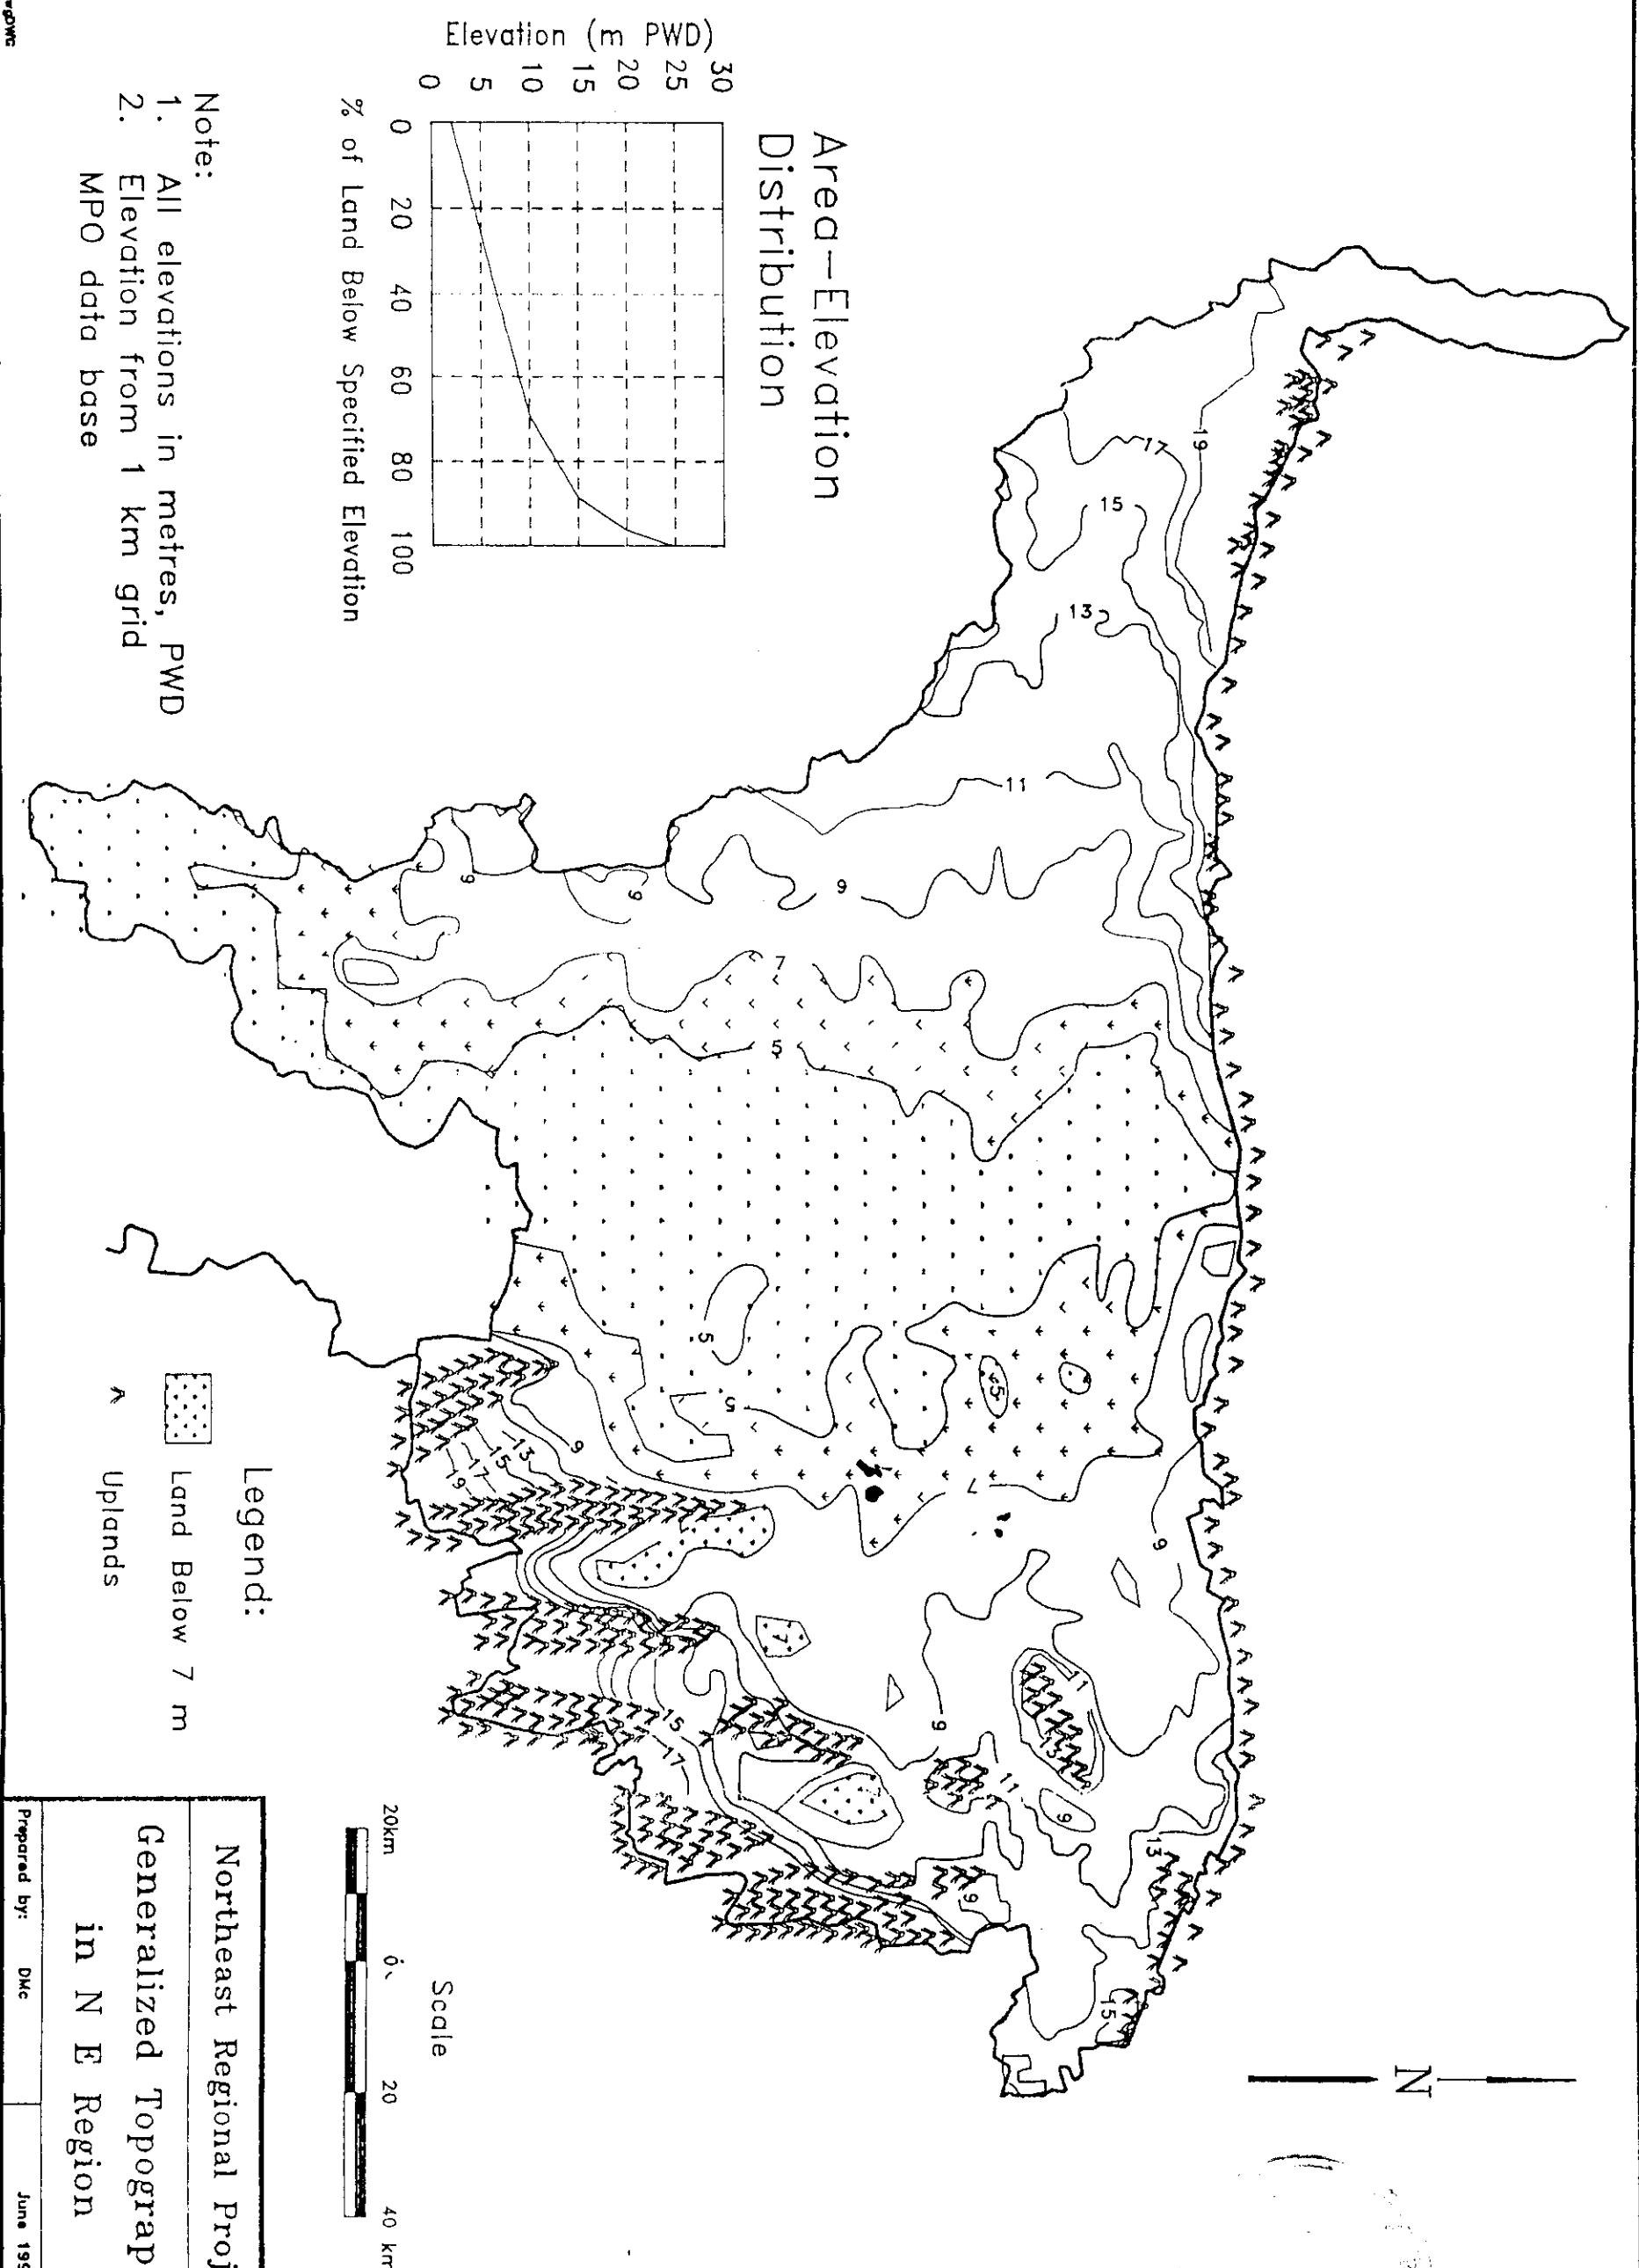 Area-Elevation
Distribution
Elevation (m PWD)
30
25
20
15
10
5
0
0 20 40 60 80 100
% of Land Below Specified Elevation
Note:
1. All elevations in metres, PWD
2. Elevation from 1 km grid
MPO data base
19
17
15
13
11
9
9
9
7
5
5
5
5
7
9
9
9
13
15
17
19
11
13
11
9
9
13
15
15
17
7
N
Legend:
Land Below 7 m
Uplands
Scale
20km 0 20 40 km
Northeast Regional Proj
Generalized Topograp
in N E Region
Prepared by: DMc
June 199